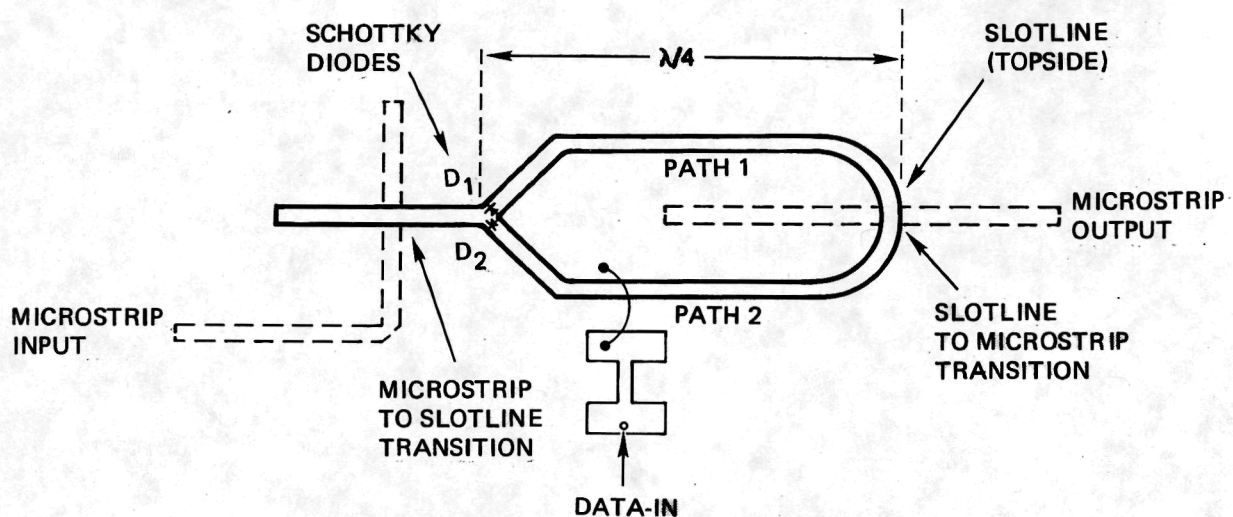 SCHOTTKY
DIODES
λ/4
SLOTLINE
(TOPSIDE)
D1
PATH 1
MICROSTRIP
OUTPUT
D2
MICROSTRIP
INPUT
PATH 2
SLOTLINE
TO MICROSTRIP
TRANSITION
MICROSTRIP
TO SLOTLINE
TRANSITION
DATA-IN